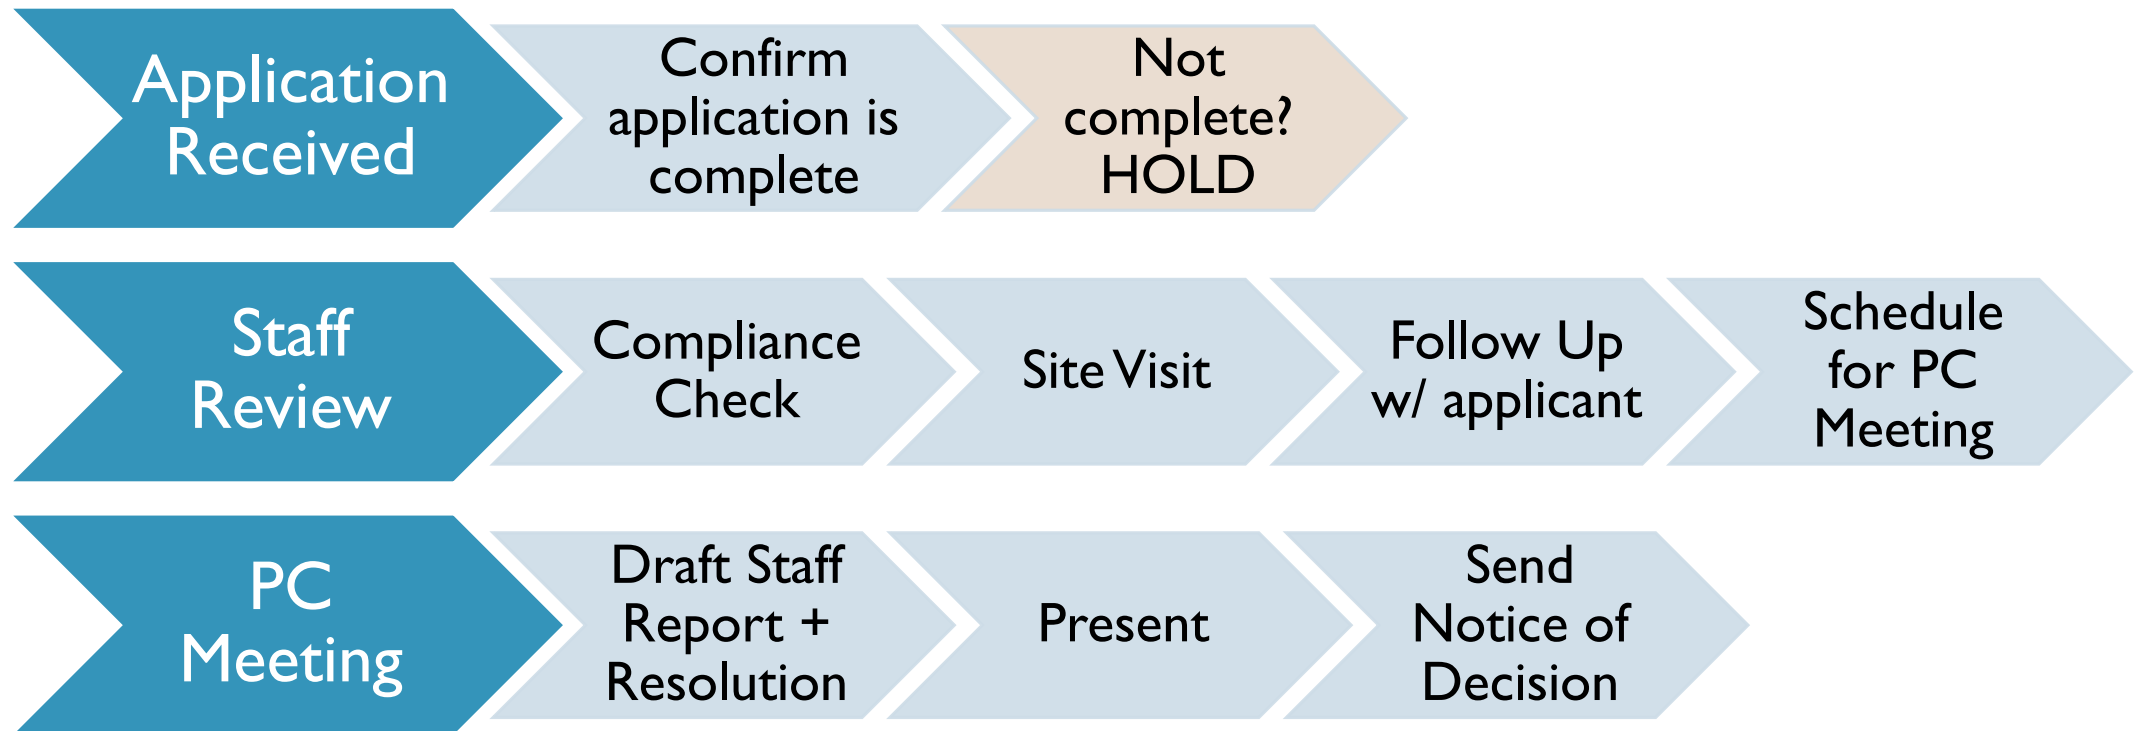 Application
Received
Confirm
application is
complete
Not
complete?
HOLD
Staff
Review
Compliance
Check
Site Visit
Follow Up
w/ applicant
Schedule
for PC
Meeting
PC
Meeting
Draft Staff
Report +
Resolution
Present
Send
Notice of
Decision